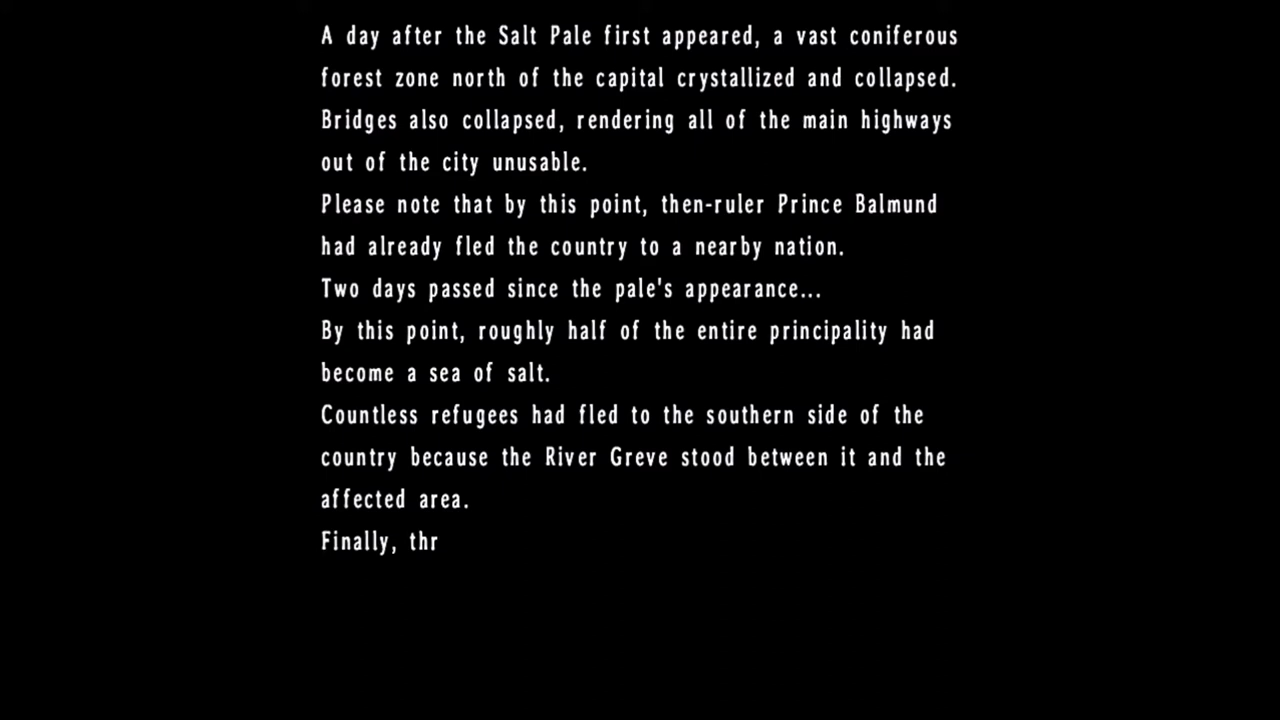 A day after the Salt Pale first appeared, a vast coniferous
forest zone north of the capital crystallized and collapsed.
Bridges also collapsed, rendering all of the main highways
out of the city unusable.
Please note that by this point, then-ruler Prince Balmund
had already fled the country to a nearby nation.
Two days passed since the pale's appearance...
By this point, roughly half of the entire principality had
become a sea of salt.
Countless refugees had fled to the southern side of the
country because the River Greve stood between it and the
affected area.
Finally, thr